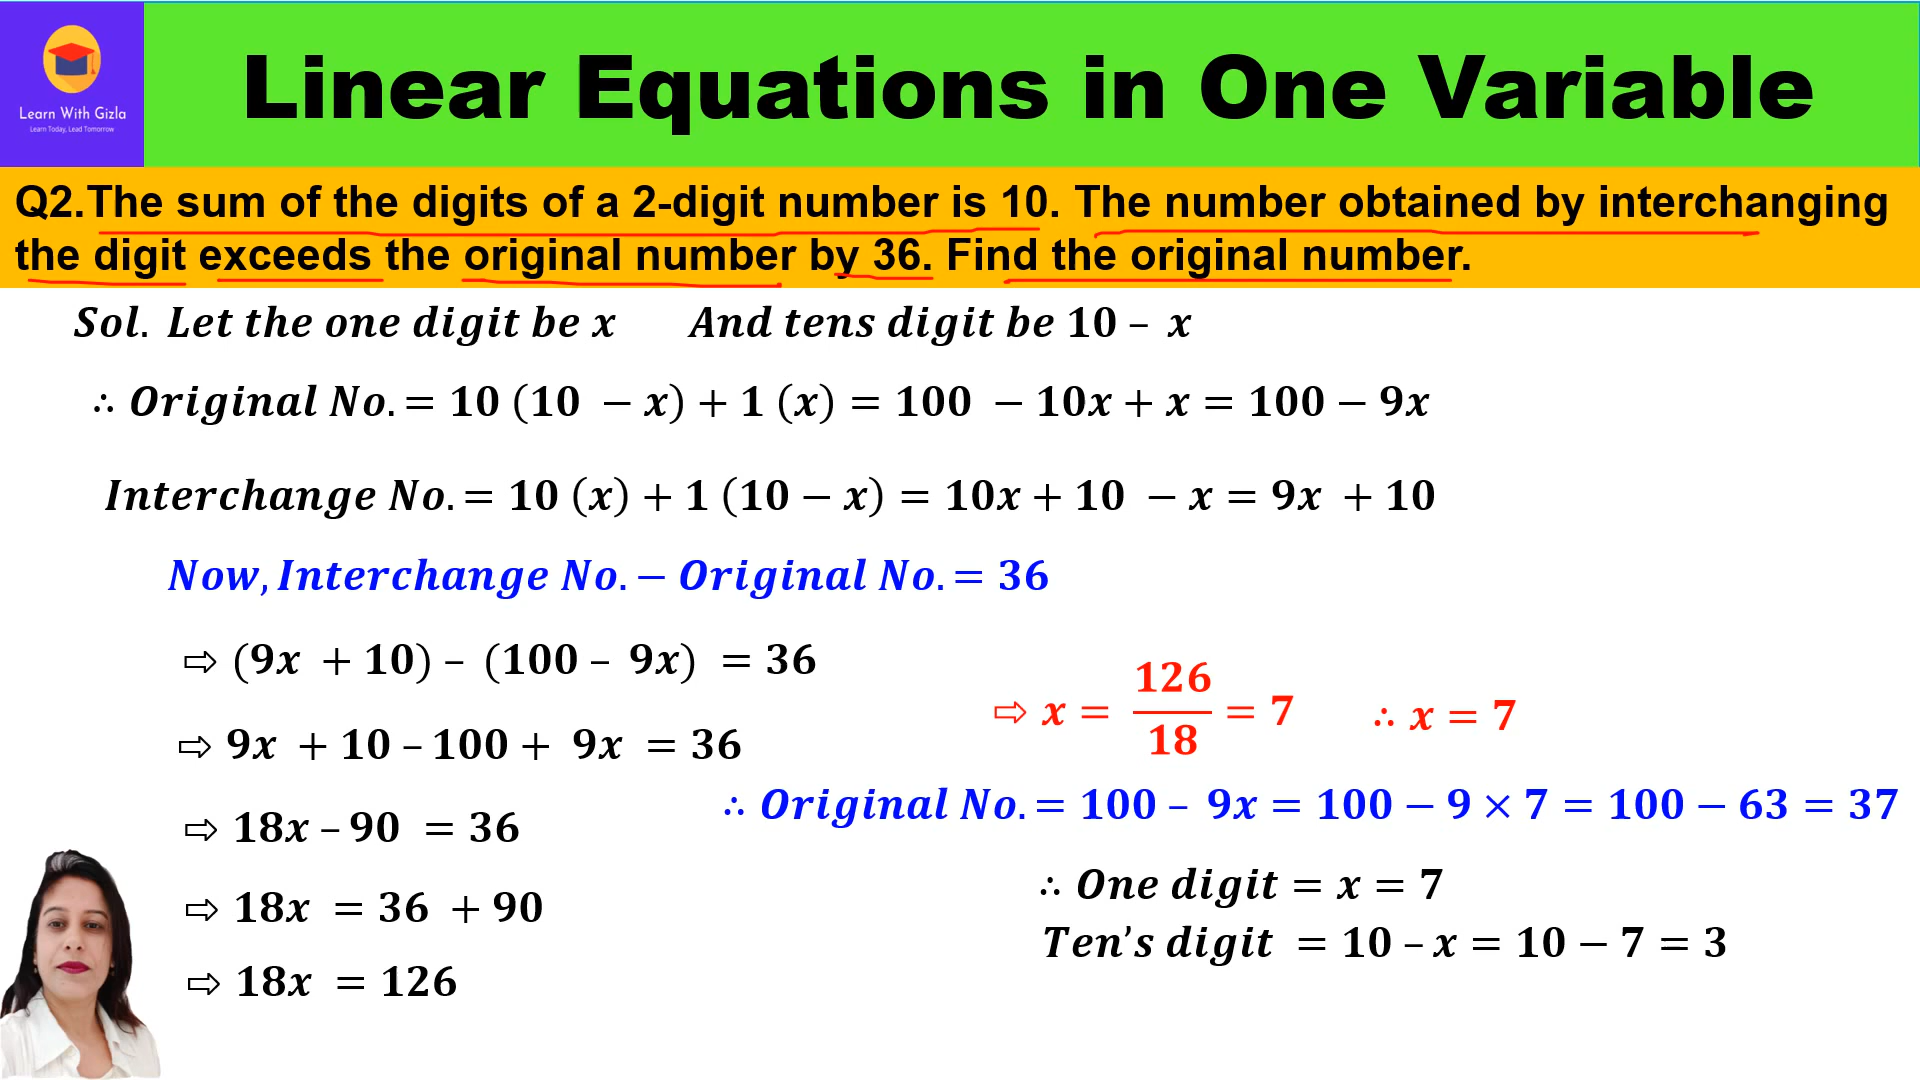 Learn With Gizla
Learn Today, Lead Tomorrow
Linear Equations in One Variable
Q2.The sum of the digits of a 2-digit number is 10. The number obtained by interchanging
the digit exceeds the original number by 36. Find the original number.
Sol. Let the one digit be x And tens digit be 10 – x
∴ Original No. = 10 (10 − x) + 1 (x) = 100 − 10x + x = 100 − 9x
Interchange No. = 10 (x) + 1 (10 − x) = 10x + 10 − x = 9x + 10
Now, Interchange No. − Original No. = 36
⇨ (9x + 10) – (100 – 9x) = 36
⇨ 9x + 10 – 100 + 9x = 36
⇨ 18x – 90 = 36
⇨ 18x = 36 + 90
⇨ 18x = 126
⇨ x = 126/18 = 7 ∴ x = 7
∴ Original No. = 100 – 9x = 100 − 9 × 7 = 100 − 63 = 37
∴ One digit = x = 7
Ten’s digit = 10 – x = 10 − 7 = 3